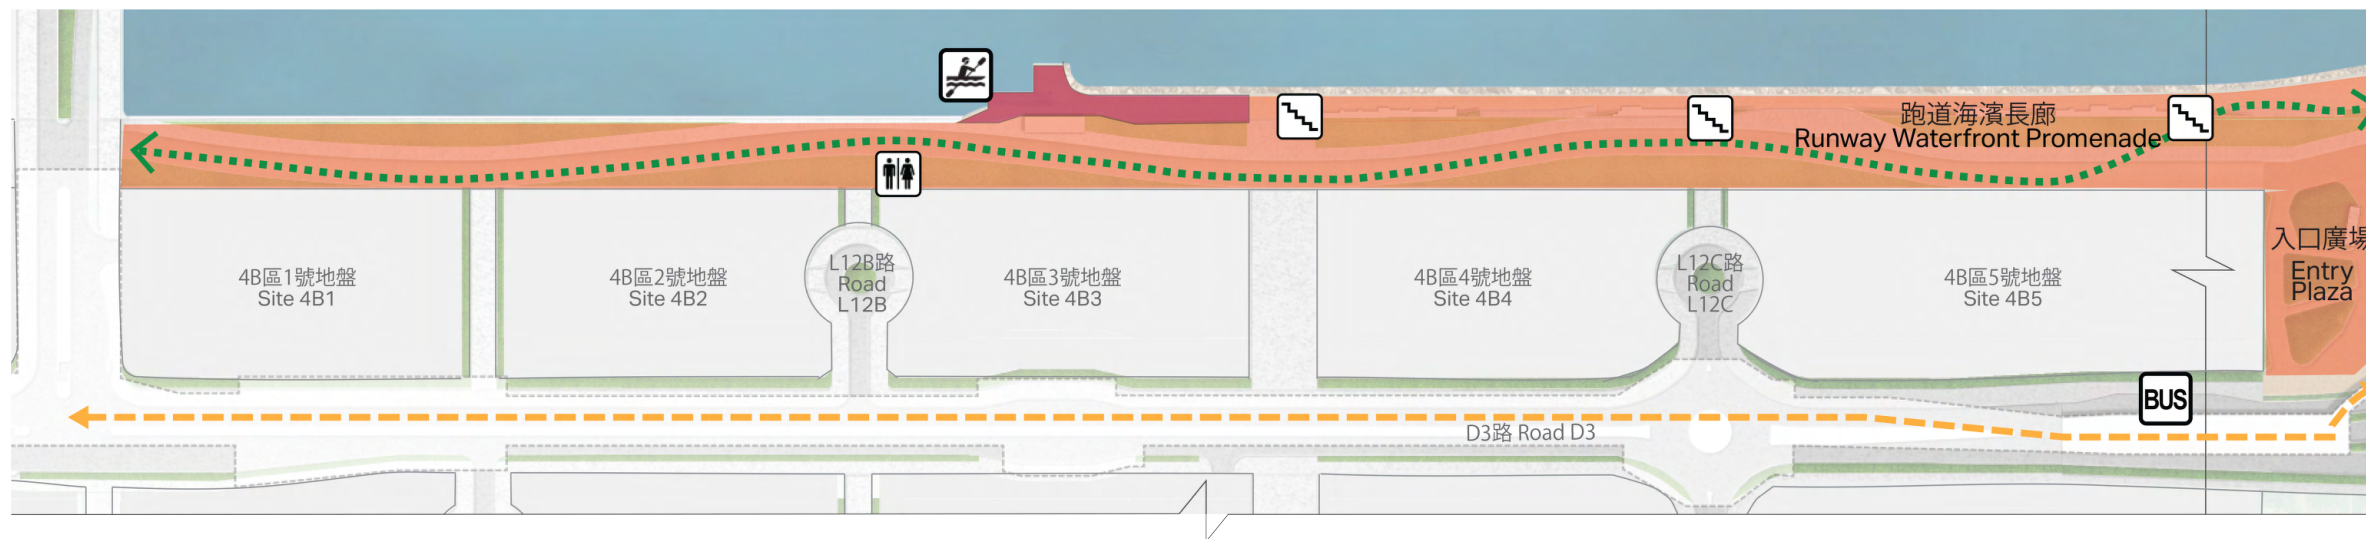 跑道海濱長廊
Runway Waterfront Promenade
入口廣場
Entry
Plaza
4B區1號地盤
Site 4B1
4B區2號地盤
Site 4B2
L12B路
Road
L12B
4B區3號地盤
Site 4B3
4B區4號地盤
Site 4B4
L12C路
Road
L12C
4B區5號地盤
Site 4B5
BUS
D3路 Road D3